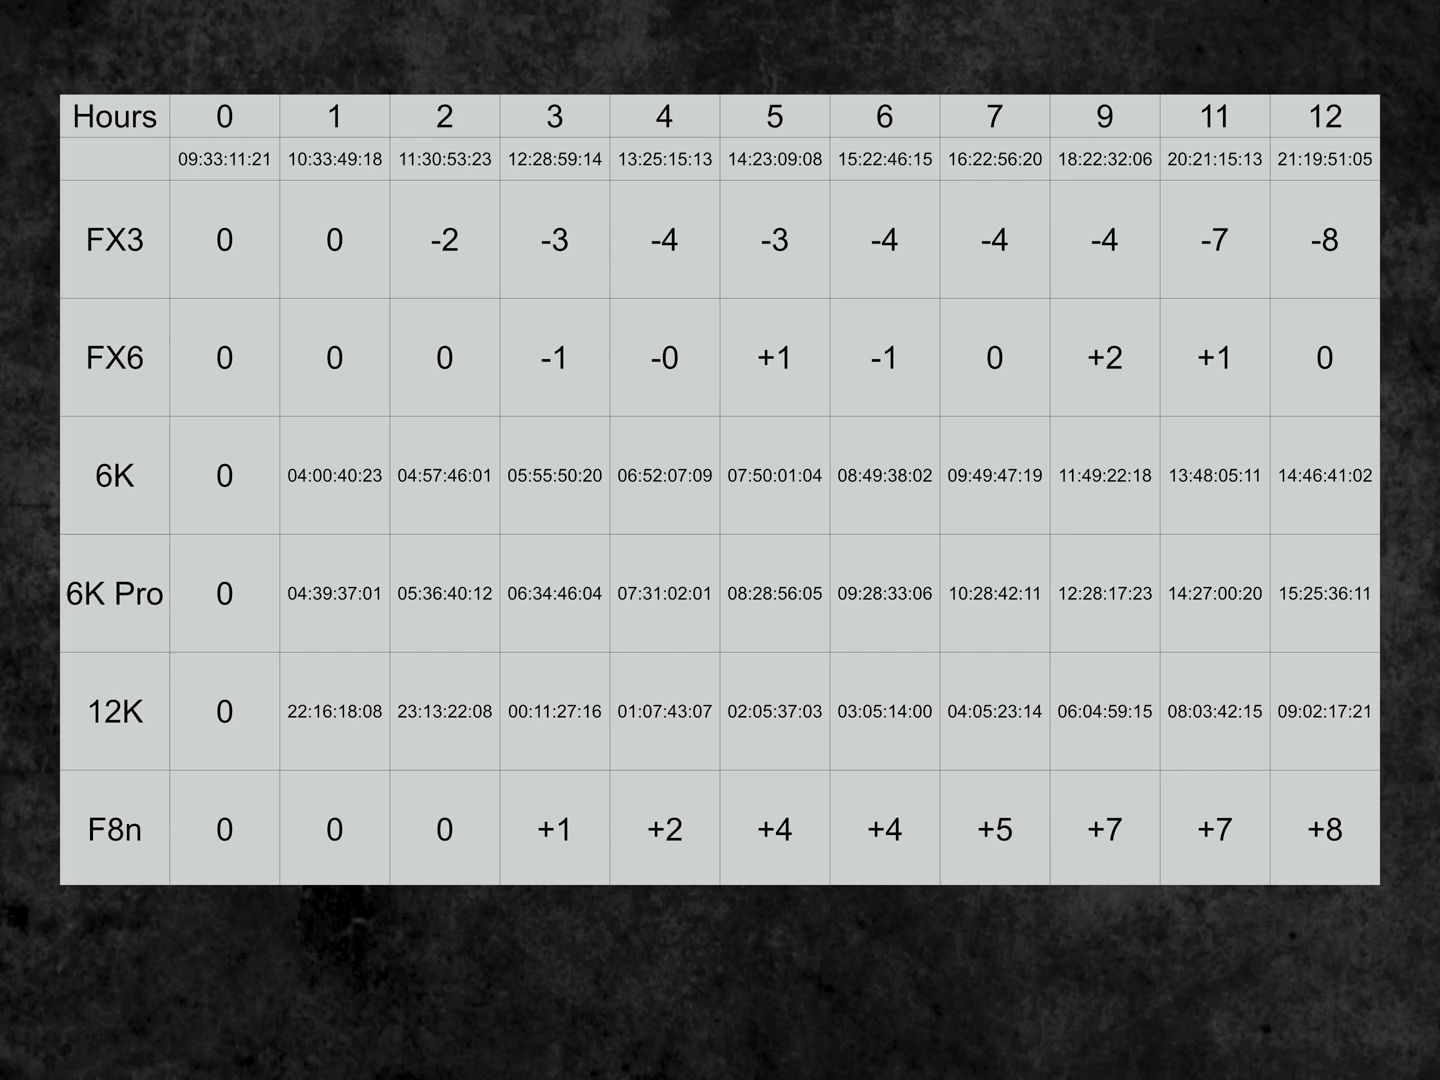 Hours 0 1 2 3 4 5 6 7 9 11 12
09:33:11:21 10:33:49:18 11:30:53:23 12:28:59:14 13:25:15:13 14:23:09:08 15:22:46:15 16:22:56:20 18:22:32:06 20:21:15:13 21:19:51:05
FX3 0 0 -2 -3 -4 -3 -4 -4 -4 -7 -8
FX6 0 0 0 -1 -0 +1 -1 0 +2 +1 0
6K 0 04:00:40:23 04:57:46:01 05:55:50:20 06:52:07:09 07:50:01:04 08:49:38:02 09:49:47:19 11:49:22:18 13:48:05:11 14:46:41:02
6K Pro 0 04:39:37:01 05:36:40:12 06:34:46:04 07:31:02:01 08:28:56:05 09:28:33:06 10:28:42:11 12:28:17:23 14:27:00:20 15:25:36:11
12K 0 22:16:18:08 23:13:22:08 00:11:27:16 01:07:43:07 02:05:37:03 03:05:14:00 04:05:23:14 06:04:59:15 08:03:42:15 09:02:17:21
F8n 0 0 0 +1 +2 +4 +4 +5 +7 +7 +8